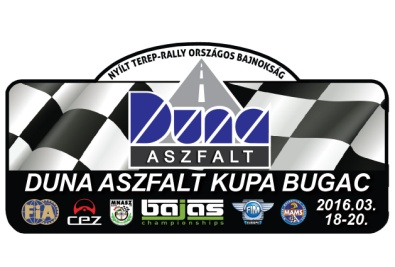 NYÍLT TEREP-RALLY ORSZÁGOS BAJNOKSÁG
Duna
ASZFALT
DUNA ASZFALT KUPA BUGAC
FiA
CEZ
MNASZ
bajas
championships
FIM
MAMS
2016.03.
18-20.